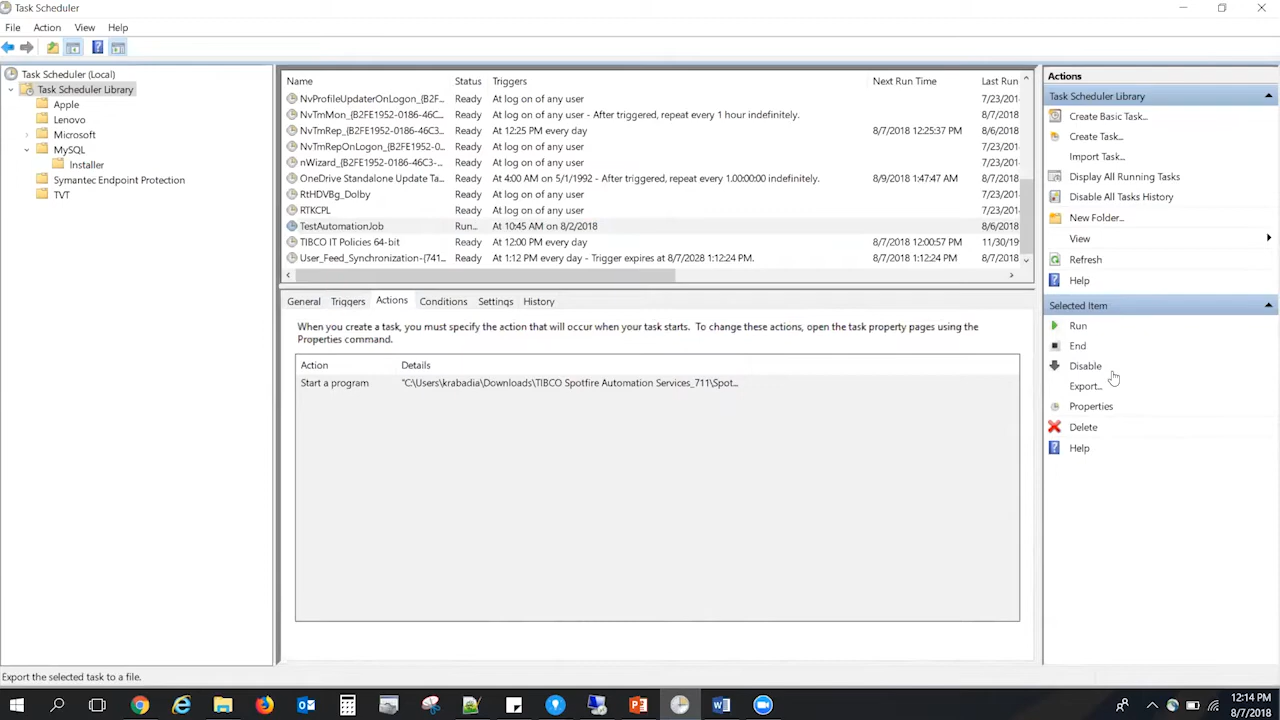 Task Scheduler
File Action View Help
Task Scheduler (Local)
Task Scheduler Library
Apple
Lenovo
Microsoft
MySQL
Installer
Symantec Endpoint Protection
TVT
Name Status Triggers Next Run Time Last Run
NvProfileUpdaterOnLogon_{B2F... Ready At log on of any user 7/23/201
NvTmMon_{B2FE1952-0186-46C... Ready At log on of any user - After triggered, repeat every 1 hour indefinitely. 8/7/2018
NvTmRep_{B2FE1952-0186-46C3... Ready At 12:25 PM every day 8/7/2018 12:25:37 PM 8/6/2018
NvTmRepOnLogon_{B2FE1952-0... Ready At log on of any user 7/23/201
nWizard_{B2FE1952-0186-46C3-... Ready At log on of any user 7/23/201
OneDrive Standalone Update Ta... Ready At 4:00 AM on 5/1/1992 - After triggered, repeat every 1.00:00:00 indefinitely. 8/9/2018 1:47:47 AM 8/7/2018
RtHDVBg_Dolby Ready At log on of any user 7/23/201
RTKCPL Ready At log on of any user 7/23/201
TestAutomationJob Run... At 10:45 AM on 8/2/2018 8/6/2018
TIBCO IT Policies 64-bit Ready At 12:00 PM every day 8/7/2018 12:00:57 PM 11/30/19
User_Feed_Synchronization-{741... Ready At 1:12 PM every day - Trigger expires at 8/7/2028 1:12:24 PM. 8/7/2018 1:12:24 PM 8/7/2018
General Triggers Actions Conditions Settings History
When you create a task, you must specify the action that will occur when your task starts. To change these actions, open the task property pages using the
Properties command.
Action Details
Start a program "C:\Users\krabadia\Downloads\TIBCO Spotfire Automation Services_711\Spot...
Actions
Task Scheduler Library
Create Basic Task...
Create Task...
Import Task...
Display All Running Tasks
Disable All Tasks History
New Folder...
View
Refresh
Help
Selected Item
Run
End
Disable
Export...
Properties
Delete
Help
Export the selected task to a file.
12:14 PM
8/7/2018